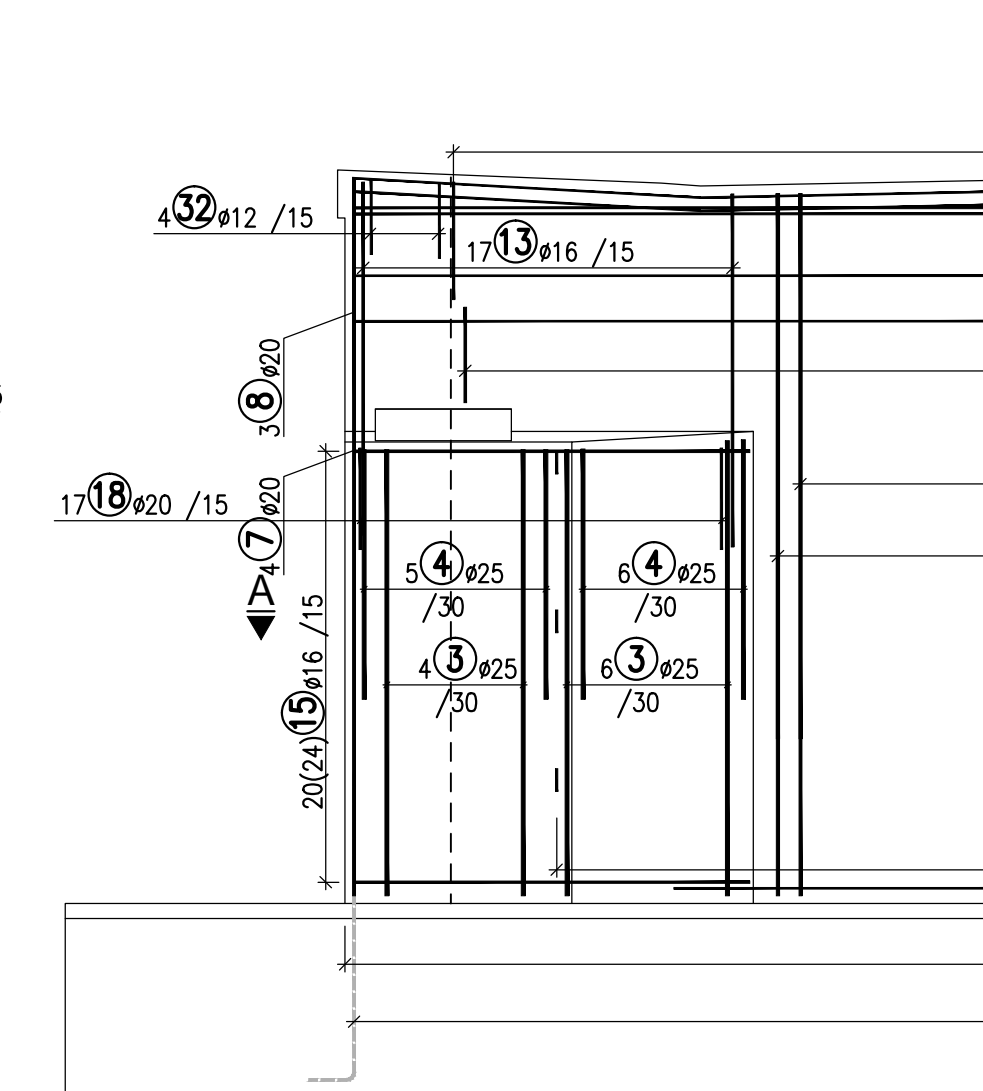 4 32 ø12 /15
17 13 ø16 /15
3 8 ø20
17 18 ø20 /15
4 7 ø20
A
5 4 ø25
/30
6 4 ø25
/30
4 3 ø25
/30
6 3 ø25
/30
20(24) 15 ø16 /15